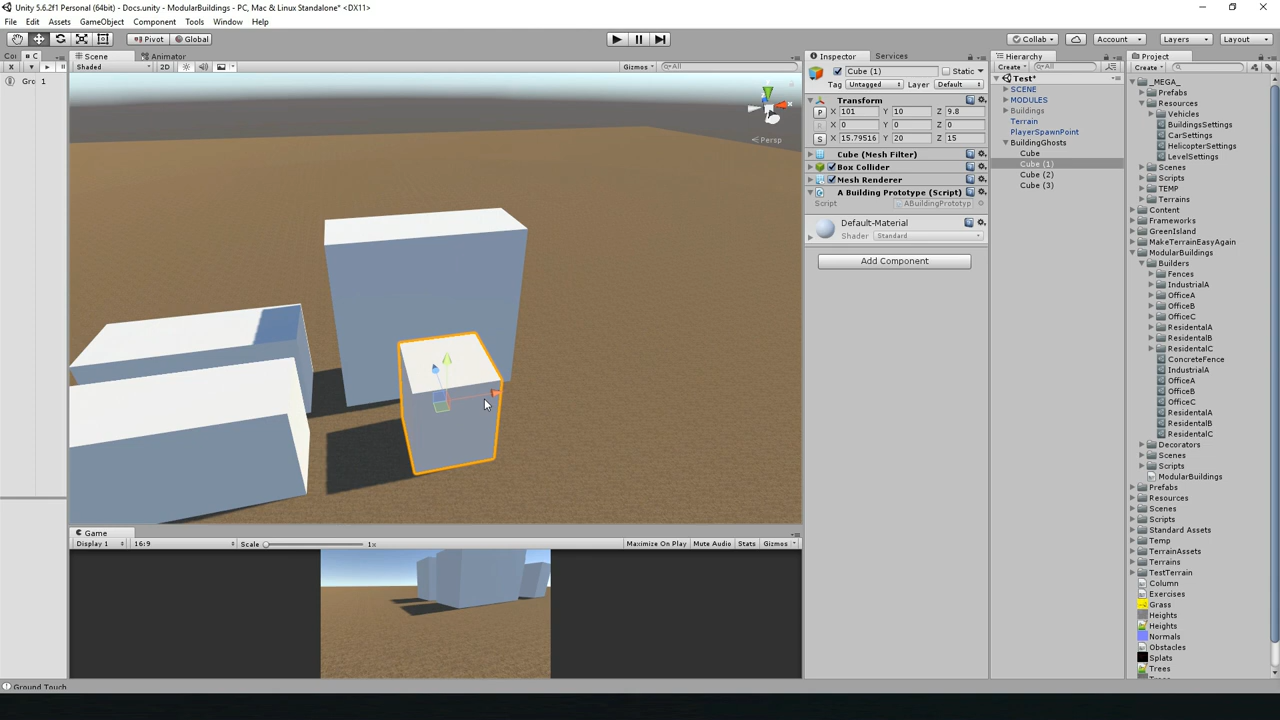 Unity 5.6.2f1 Personal (64bit) - Docs.unity - ModularBuildings - PC, Mac & Linux Standalone* <DX11>
File Edit Assets GameObject Component Tools Window Help
Pivot Global Collab Account Layers Layout
Scene Animator
Shaded 2D Gizmos All
Gro 1
Persp
Game
Display 1 16:9 Scale 1x Maximize On Play Mute Audio Stats Gizmos
Ground Touch
Inspector Services
Cube (1) Static
Tag Untagged Layer Default
Transform
P X 101 Y 10 Z 9.8
R X 0 Y 0 Z 0
S X 15.79516 Y 20 Z 15
Cube (Mesh Filter)
Box Collider
Mesh Renderer
A Building Prototype (Script)
Script ABuildingPrototyp
Default-Material
Shader Standard
Add Component
Hierarchy
Create All
Test*
SCENE
MODULES
Buildings
Terrain
PlayerSpawnPoint
BuildingGhosts
Cube
Cube (1)
Cube (2)
Cube (3)
Project
Create
_MEGA_
Prefabs
Resources
Vehicles
BuildingsSettings
CarSettings
HelicopterSettings
LevelSettings
Scenes
Scripts
TEMP
Terrains
Content
Frameworks
GreenIsland
MakeTerrainEasyAgain
ModularBuildings
Builders
Fences
IndustrialA
OfficeA
OfficeB
OfficeC
ResidentalA
ResidentalB
ResidentalC
ConcreteFence
IndustrialA
OfficeA
OfficeB
OfficeC
ResidentalA
ResidentalB
ResidentalC
Decorators
Scenes
Scripts
ModularBuildings
Prefabs
Resources
Scenes
Scripts
Standard Assets
Temp
TerrainAssets
Terrains
TestTerrain
Column
Exercises
Grass
Heights
Heights
Normals
Obstacles
Splats
Trees